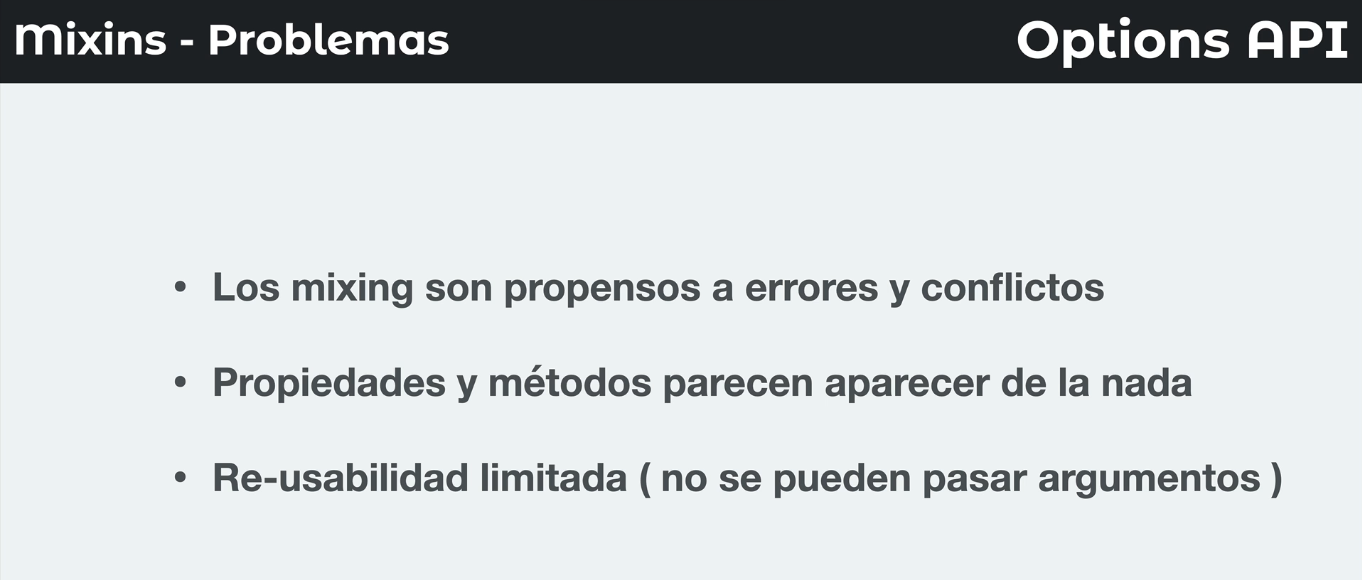 Mixins - Problemas
Options API
• Los mixing son propensos a errores y conflictos
• Propiedades y métodos parecen aparecer de la nada
• Re-usabilidad limitada ( no se pueden pasar argumentos )